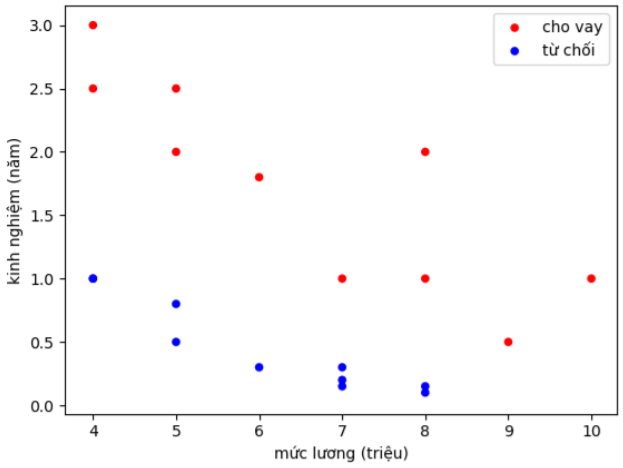 cho vay
từ chối
kinh nghiệm (năm)
3.0
2.5
2.0
1.5
1.0
0.5
0.0
4 5 6 7 8 9 10
mức lương (triệu)